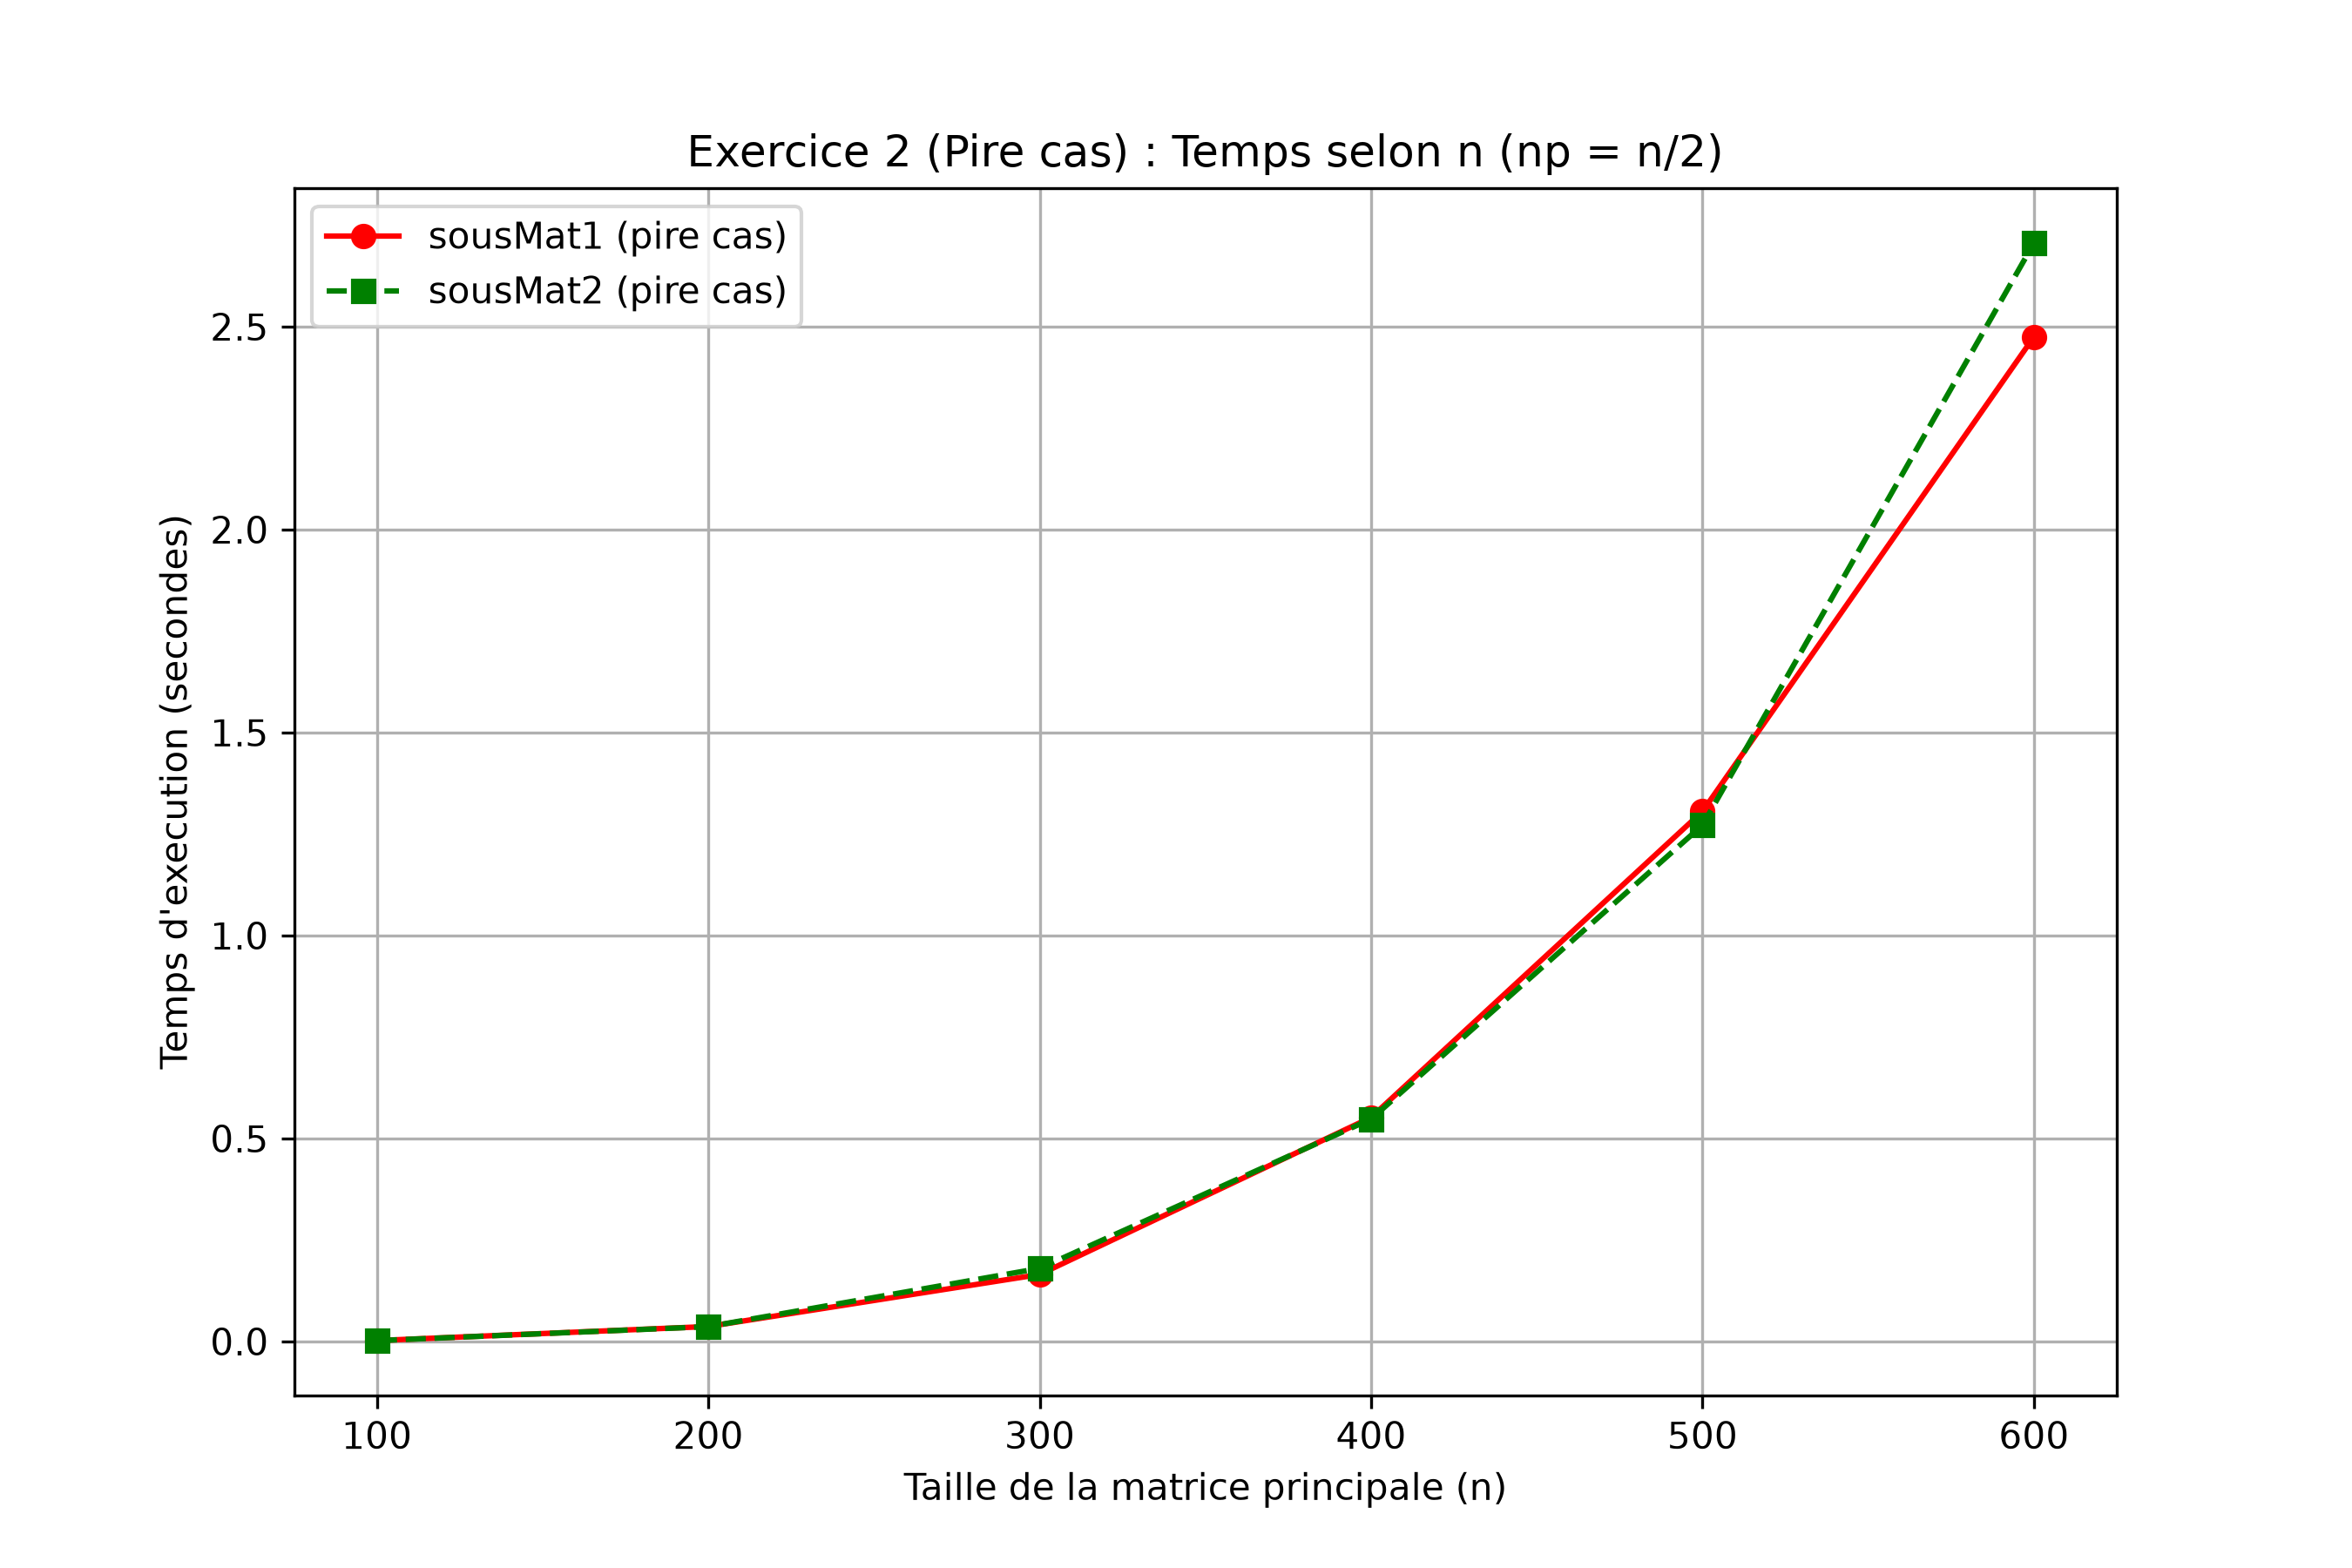 Exercice 2 (Pire cas) : Temps selon n (np = n/2)
sousMat1 (pire cas)
sousMat2 (pire cas)
Temps d'execution (secondes)
2.5
2.0
1.5
1.0
0.5
0.0
100 200 300 400 500 600
Taille de la matrice principale (n)